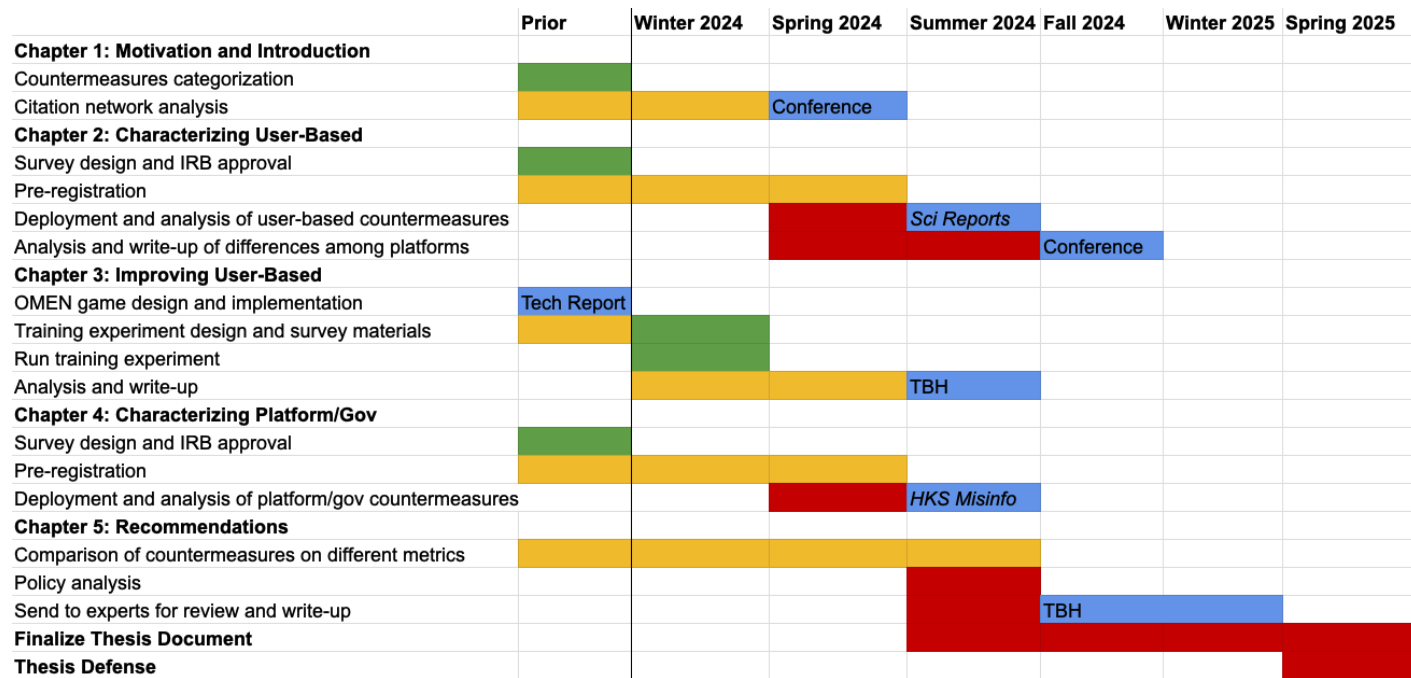 Prior Winter 2024 Spring 2024 Summer 2024 Fall 2024 Winter 2025 Spring 2025
Chapter 1: Motivation and Introduction
Countermeasures categorization
Citation network analysis Conference
Chapter 2: Characterizing User-Based
Survey design and IRB approval
Pre-registration
Deployment and analysis of user-based countermeasures Sci Reports
Analysis and write-up of differences among platforms Conference
Chapter 3: Improving User-Based
OMEN game design and implementation Tech Report
Training experiment design and survey materials
Run training experiment
Analysis and write-up TBH
Chapter 4: Characterizing Platform/Gov
Survey design and IRB approval
Pre-registration
Deployment and analysis of platform/gov countermeasures HKS Misinfo
Chapter 5: Recommendations
Comparison of countermeasures on different metrics
Policy analysis
Send to experts for review and write-up TBH
Finalize Thesis Document
Thesis Defense